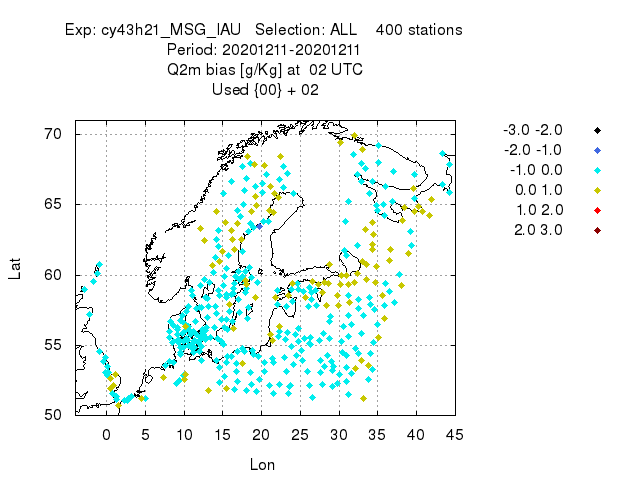 Exp: cy43h21_MSG_IAU   Selection: ALL    400 stations
Period: 20201211-20201211
Q2m bias [g/Kg] at  02 UTC
Used {00} + 02
-3.0 -2.0
-2.0 -1.0
-1.0 0.0
0.0 1.0
1.0 2.0
2.0 3.0
70
65
60
55
50
Lat
0 5 10 15 20 25 30 35 40 45
Lon